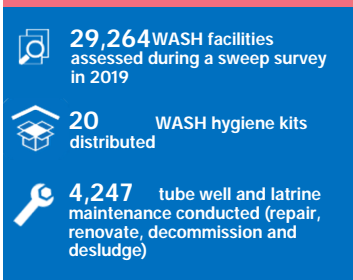 29,264 WASH facilities
assessed during a sweep survey
in 2019
20 WASH hygiene kits
distributed
4,247 tube well and latrine
maintenance conducted (repair,
renovate, decommission and
desludge)